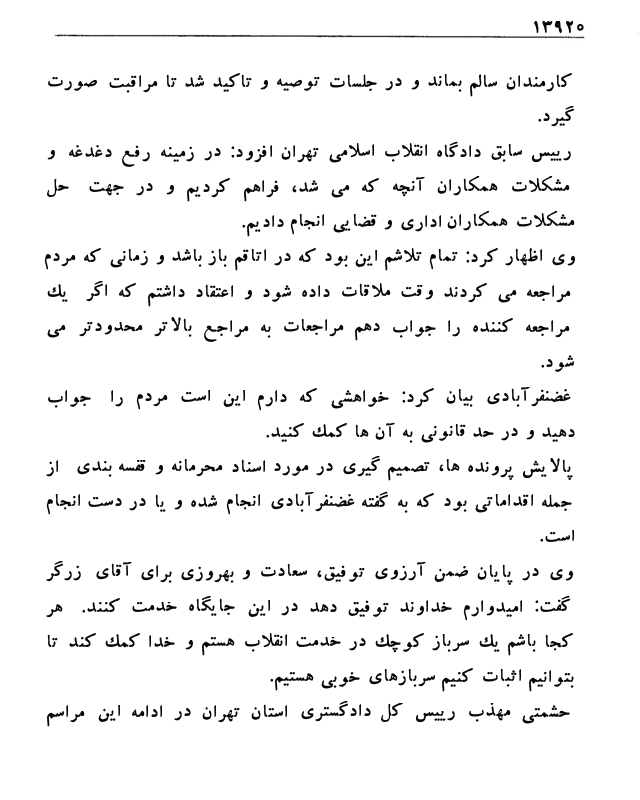 ۱۳۹۲۰
کارمندان سالم بماند و در جلسات توصیه و تاکید شد تا مراقبت صورت
گیرد.
رییس سابق دادگاه انقلاب اسلامی تهران افزود: در زمینه رفع دغدغه و
مشکلات همکاران آنچه که می شد، فراهم کردیم و در جهت حل
مشکلات همکاران اداری و قضایی انجام دادیم.
وی اظهار کرد: تمام تلاشم این بود که در اتاقم باز باشد و زمانی که مردم
مراجعه می کردند وقت ملاقات داده شود و اعتقاد داشتم که اگر یك
مراجعه کننده را جواب دهم مراجعات به مراجع بالاتر محدودتر می
شود.
غضنفرآبادی بیان کرد: خواهشی که دارم این است مردم را جواب
دهید و در حد قانونی به آن ها کمك کنید.
پالایش پرونده ها، تصمیم گیری در مورد اسناد محرمانه و قفسه بندی از
جمله اقداماتی بود که به گفته غضنفرآبادی انجام شده و یا در دست انجام
است.
وی در پایان ضمن آرزوی توفیق، سعادت و بهروزی برای آقای زرگر
گفت: امیدوارم خداوند توفیق دهد در این جایگاه خدمت کنند. هر
کجا باشم یك سرباز کوچك در خدمت انقلاب هستم و خدا کمك کند تا
بتوانیم اثبات کنیم سربازهای خوبی هستیم.
حشمتی مهذب رییس کل دادگستری استان تهران در ادامه این مراسم